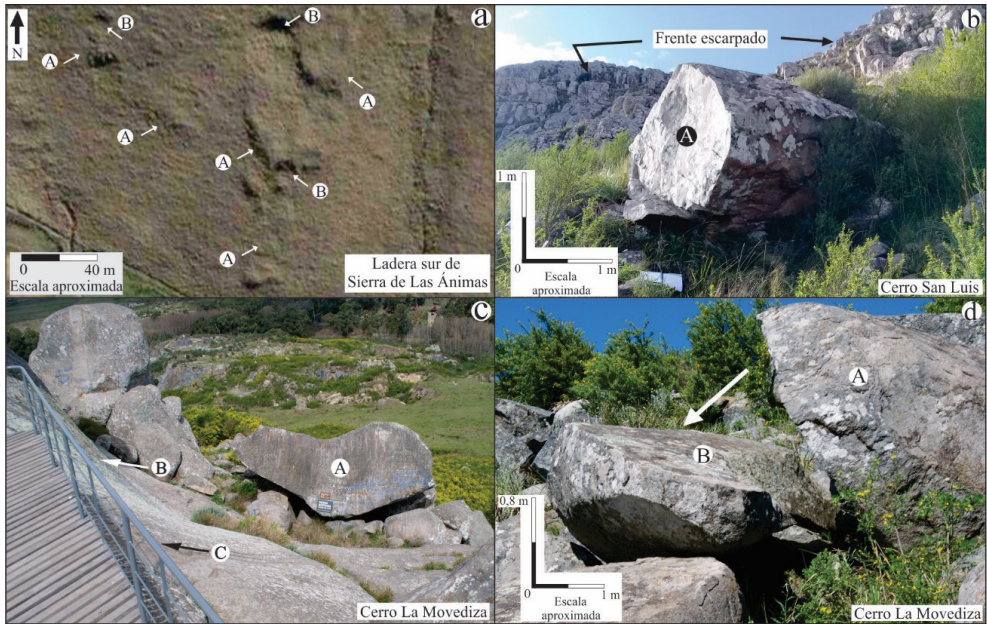 a
N
B
B
A
A
A
A
B
A
0 40 m
Escala aproximada
Ladera sur de
Sierra de Las Ánimas
b
Frente escarpado
A
1 m
0 1 m
Escala
aproximada
Cerro San Luis
c
A
B
C
Cerro La Movediza
d
A
B
0,8 m
0 1 m
Escala
aproximada
Cerro La Movediza